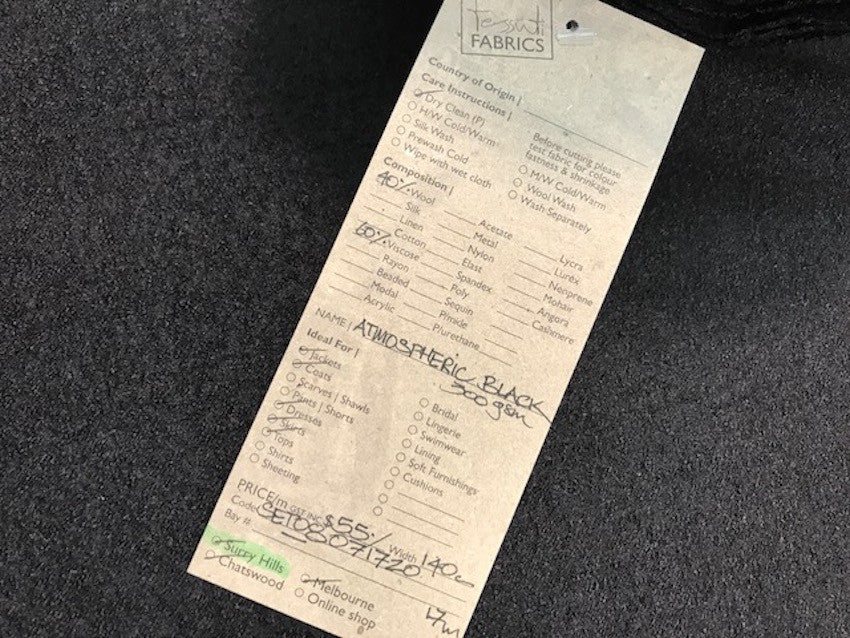 tessuti
FABRICS
Country of Origin |
Care Instructions |
Dry Clean (P)
H/W Cold/Warm
Silk Wash
Prewash Cold
Wipe with wet cloth
Before cutting please
test fabric for colour
fastness & shrinkage
M/W Cold/Warm
Wool Wash
Wash Separately
Composition |
40% Wool
Silk
Linen
Cotton
60% Viscose
Rayon
Beaded
Modal
Acrylic
Acetate
Metal
Nylon
Elast
Spandex
Poly
Sequin
Pimide
Plurethane
Lycra
Lurex
Neoprene
Mohair
Angora
Cashmere
NAME | ATMOSPHERIC BLACK
300gsm
Ideal For |
Jackets
Coats
Scarves | Shawls
Pants | Shorts
Dresses
Skirts
Tops
Shirts
Sheeting
Bridal
Lingerie
Swimwear
Lining
Soft Furnishings
Cushions
PRICE/m GST INC $55/- Width 140
Code SET08071720
Bay #
Surry Hills
Chatswood
Melbourne
Online shop